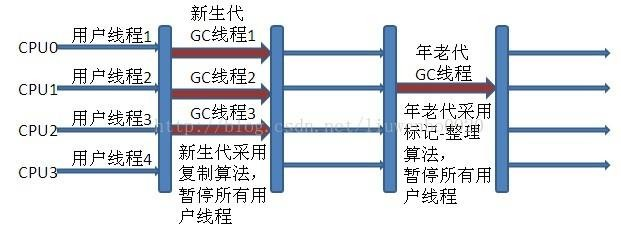 新生代
GC线程1
GC线程2
GC线程3
新生代采用
复制算法，
暂停所有用
户线程
CPU0
用户线程1
CPU1
用户线程2
CPU2
用户线程3
CPU3
用户线程4
年老代
GC线程
年老代采用
标记-整理
算法，
暂停所有用
户线程